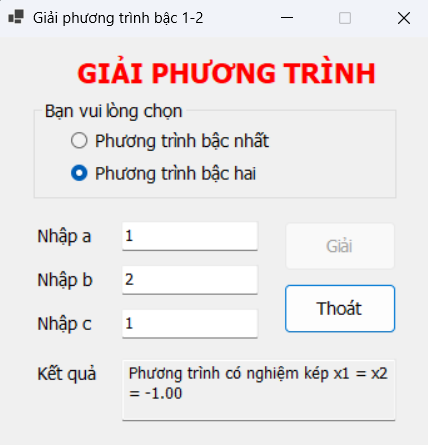 Giải phương trình bậc 1-2
GIẢI PHƯƠNG TRÌNH
Bạn vui lòng chọn
Phương trình bậc nhất
Phương trình bậc hai
Nhập a
1
Giải
Nhập b
2
Thoát
Nhập c
1
Kết quả
Phương trình có nghiệm kép x1 = x2
= -1.00